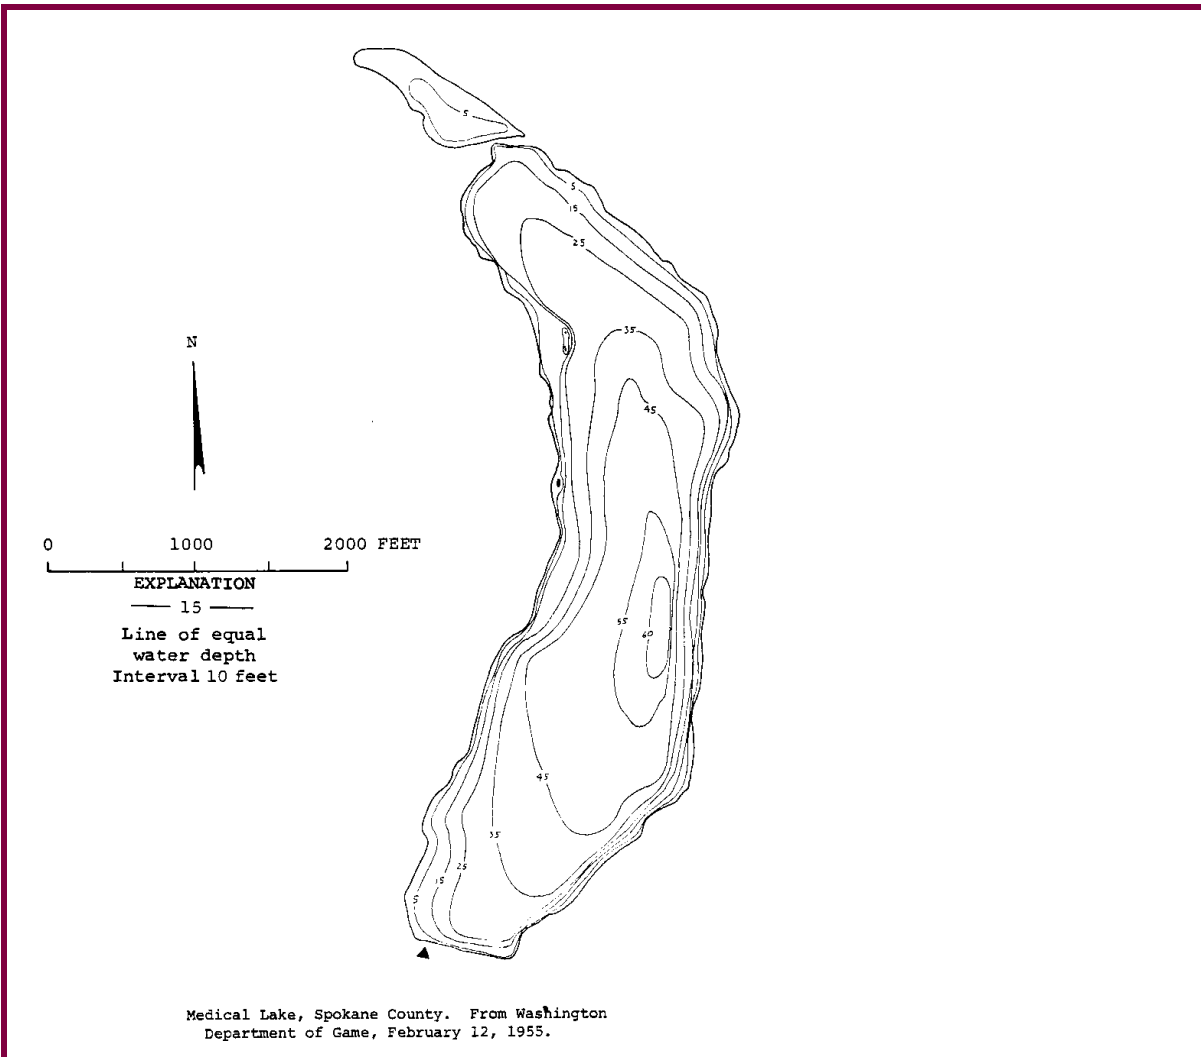 5
5
15
25
N
35
45
0 1000 2000 FEET
EXPLANATION
15
Line of equal
water depth
Interval 10 feet
55
60
45
35
25
15
5
Medical Lake, Spokane County. From Washington
Department of Game, February 12, 1955.